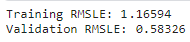 Training RMSLE: 1.16594
Validation RMSLE: 0.58326